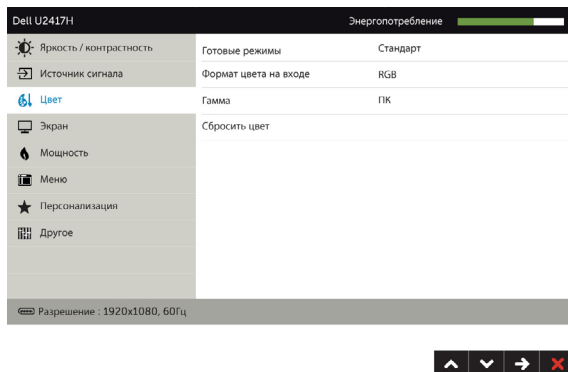 Dell U2417H Энергопотребление
Яркость / контрастность
Источник сигнала
Цвет
Экран
Мощность
Меню
Персонализация
Другое
Готовые режимы Стандарт
Формат цвета на входе RGB
Гамма ПК
Сбросить цвет
Разрешение : 1920x1080, 60Гц